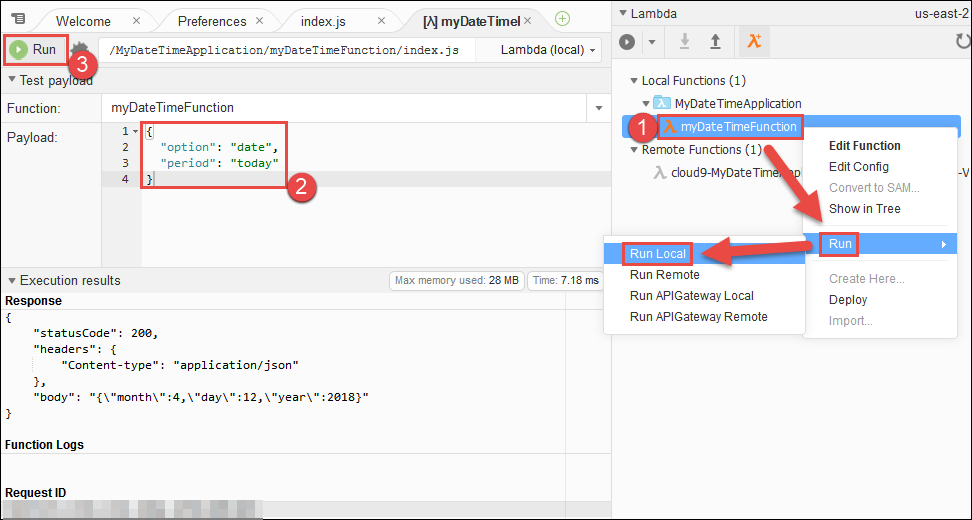 Welcome
Preferences
index.js
[λ] myDateTimeI
Run
3
/MyDateTimeApplication/myDateTimeFunction/index.js
Lambda (local)
Test payload
Function:
myDateTimeFunction
Payload:
1 {
2 "option": "date",
3 "period": "today"
4 }
2
Execution results
Max memory used: 28 MB
Time: 7.18 ms
Response
{
"statusCode": 200,
"headers": {
"Content-type": "application/json"
},
"body": "{\"month\":4,\"day\":12,\"year\":2018}"
}
Function Logs
Request ID
Lambda
us-east-2
Local Functions (1)
MyDateTimeApplication
1
myDateTimeFunction
Remote Functions (1)
cloud9-MyDateTimeAppl
-V
Edit Function
Edit Config
Convert to SAM...
Show in Tree
Run
Create Here...
Deploy
Import...
Run Local
Run Remote
Run APIGateway Local
Run APIGateway Remote